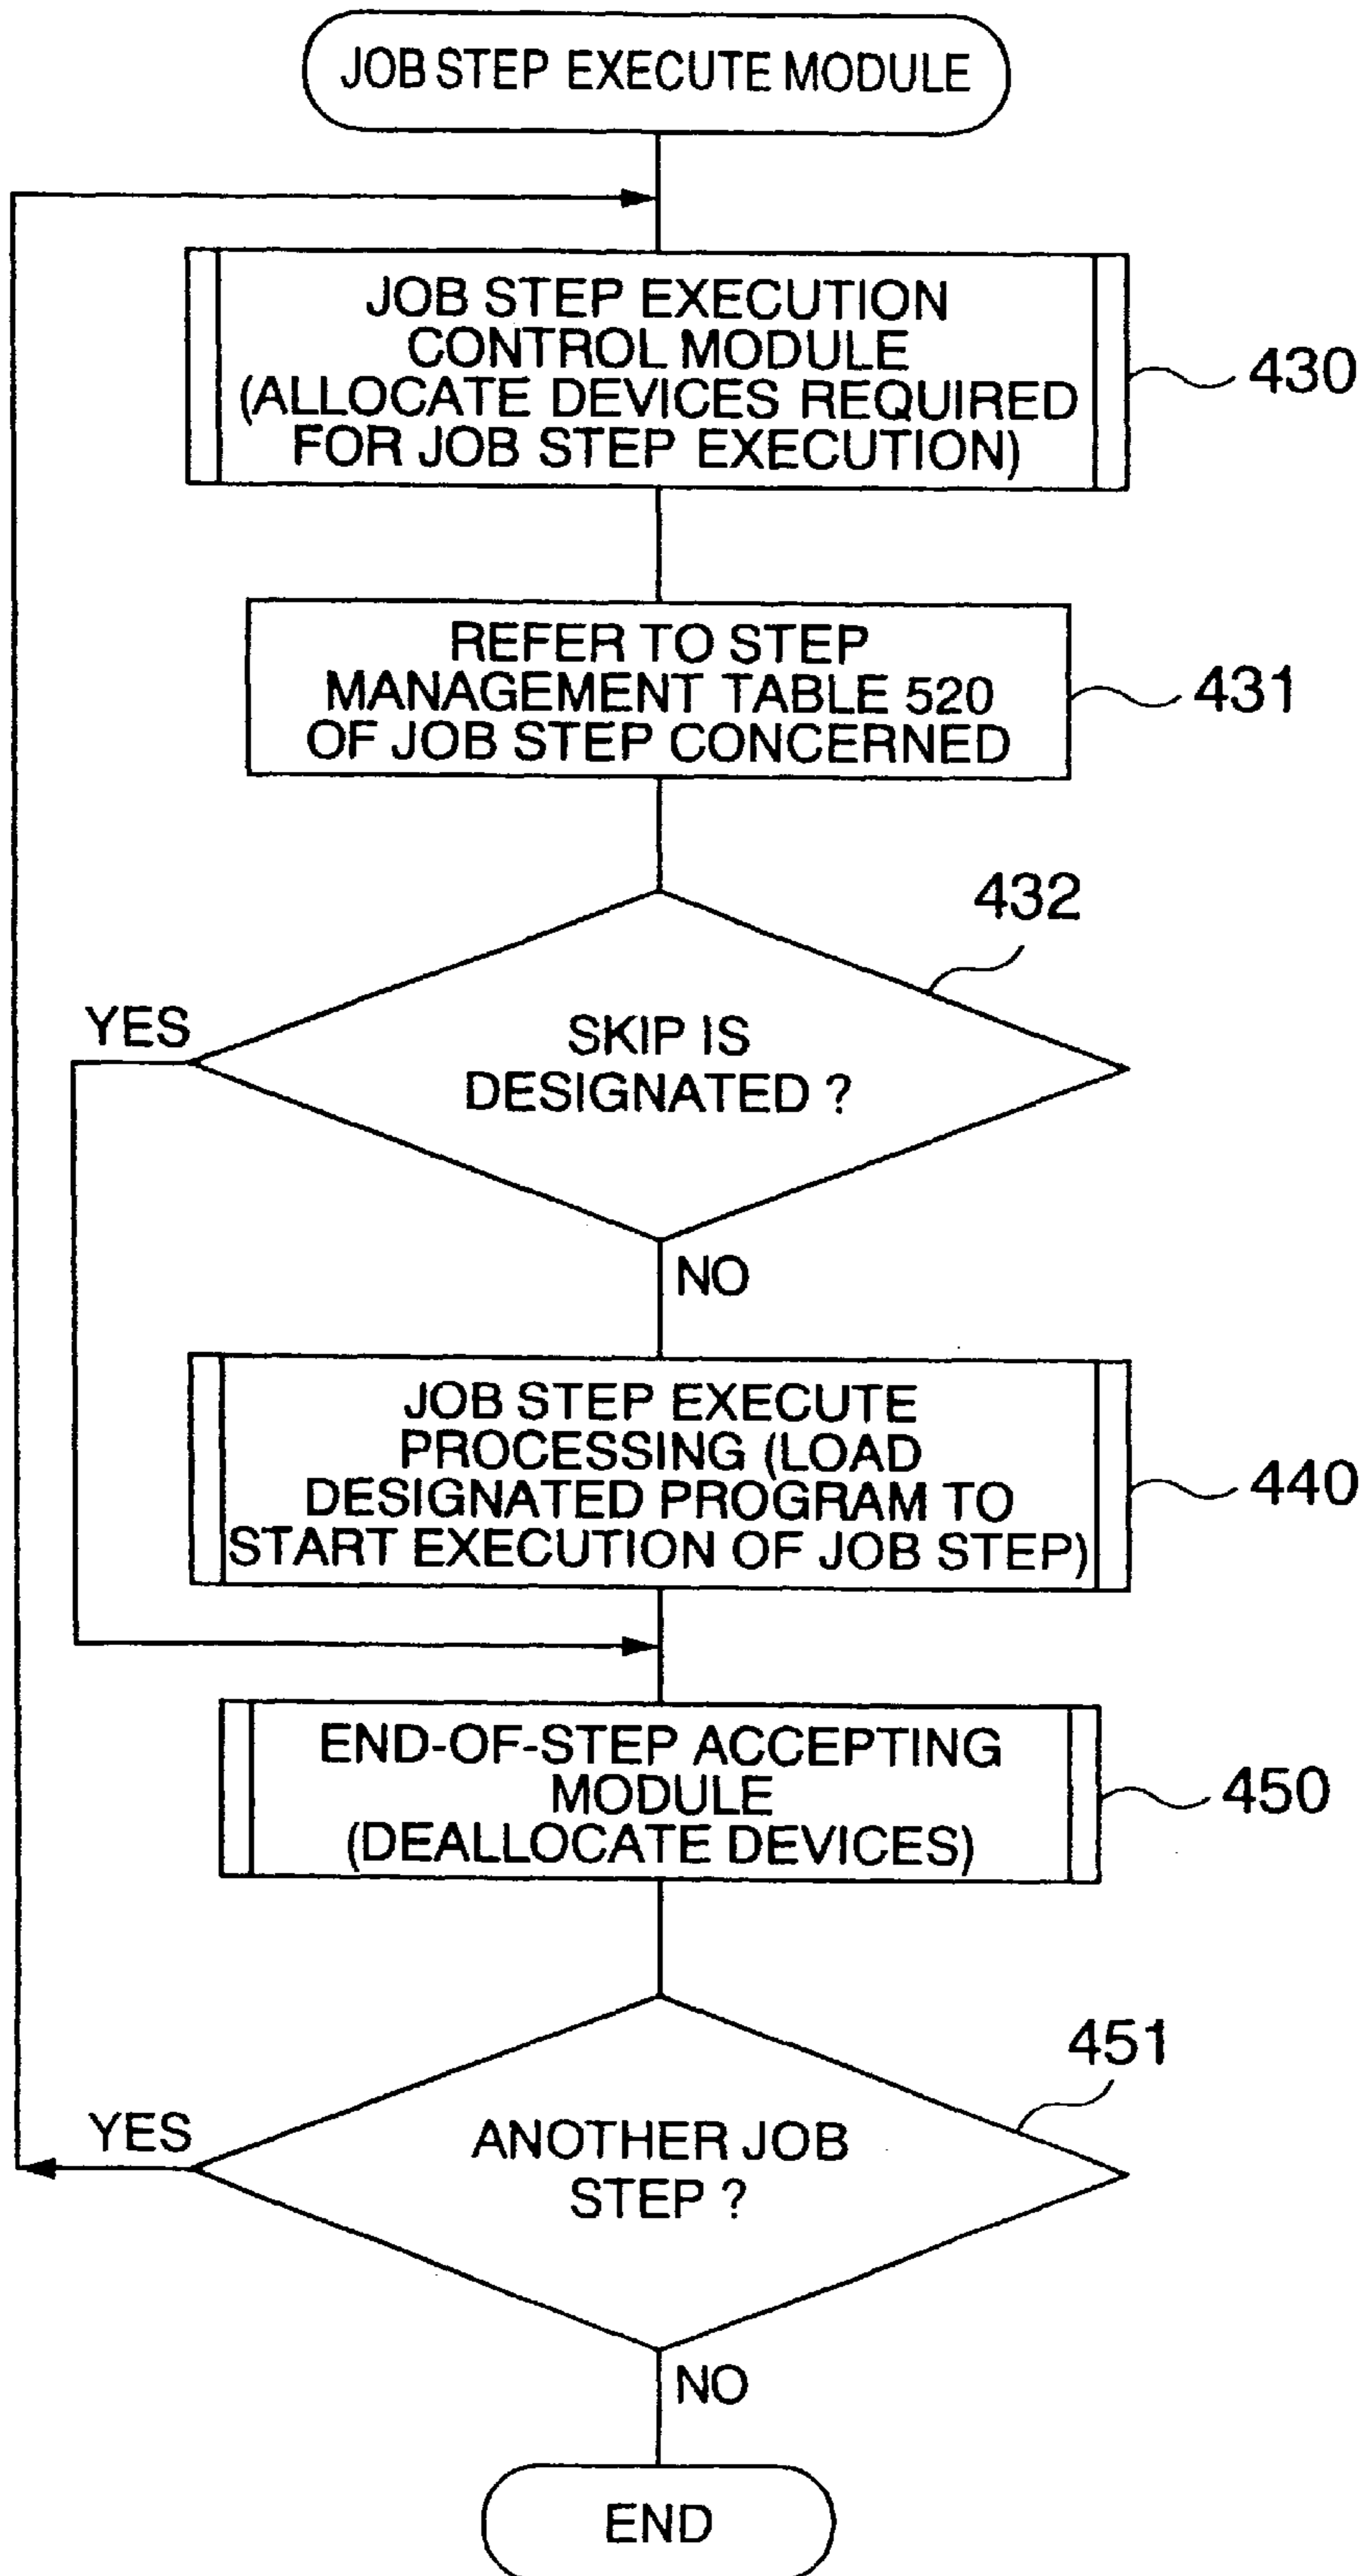 JOB STEP EXECUTE MODULE
JOB STEP EXECUTION
CONTROL MODULE
(ALLOCATE DEVICES REQUIRED
FOR JOB STEP EXECUTION)
430
REFER TO STEP
MANAGEMENT TABLE 520
OF JOB STEP CONCERNED
431
432
YES
SKIP IS
DESIGNATED ?
NO
JOB STEP EXECUTE
PROCESSING (LOAD
DESIGNATED PROGRAM TO
START EXECUTION OF JOB STEP)
440
END-OF-STEP ACCEPTING
MODULE
(DEALLOCATE DEVICES)
450
451
YES
ANOTHER JOB
STEP ?
NO
END